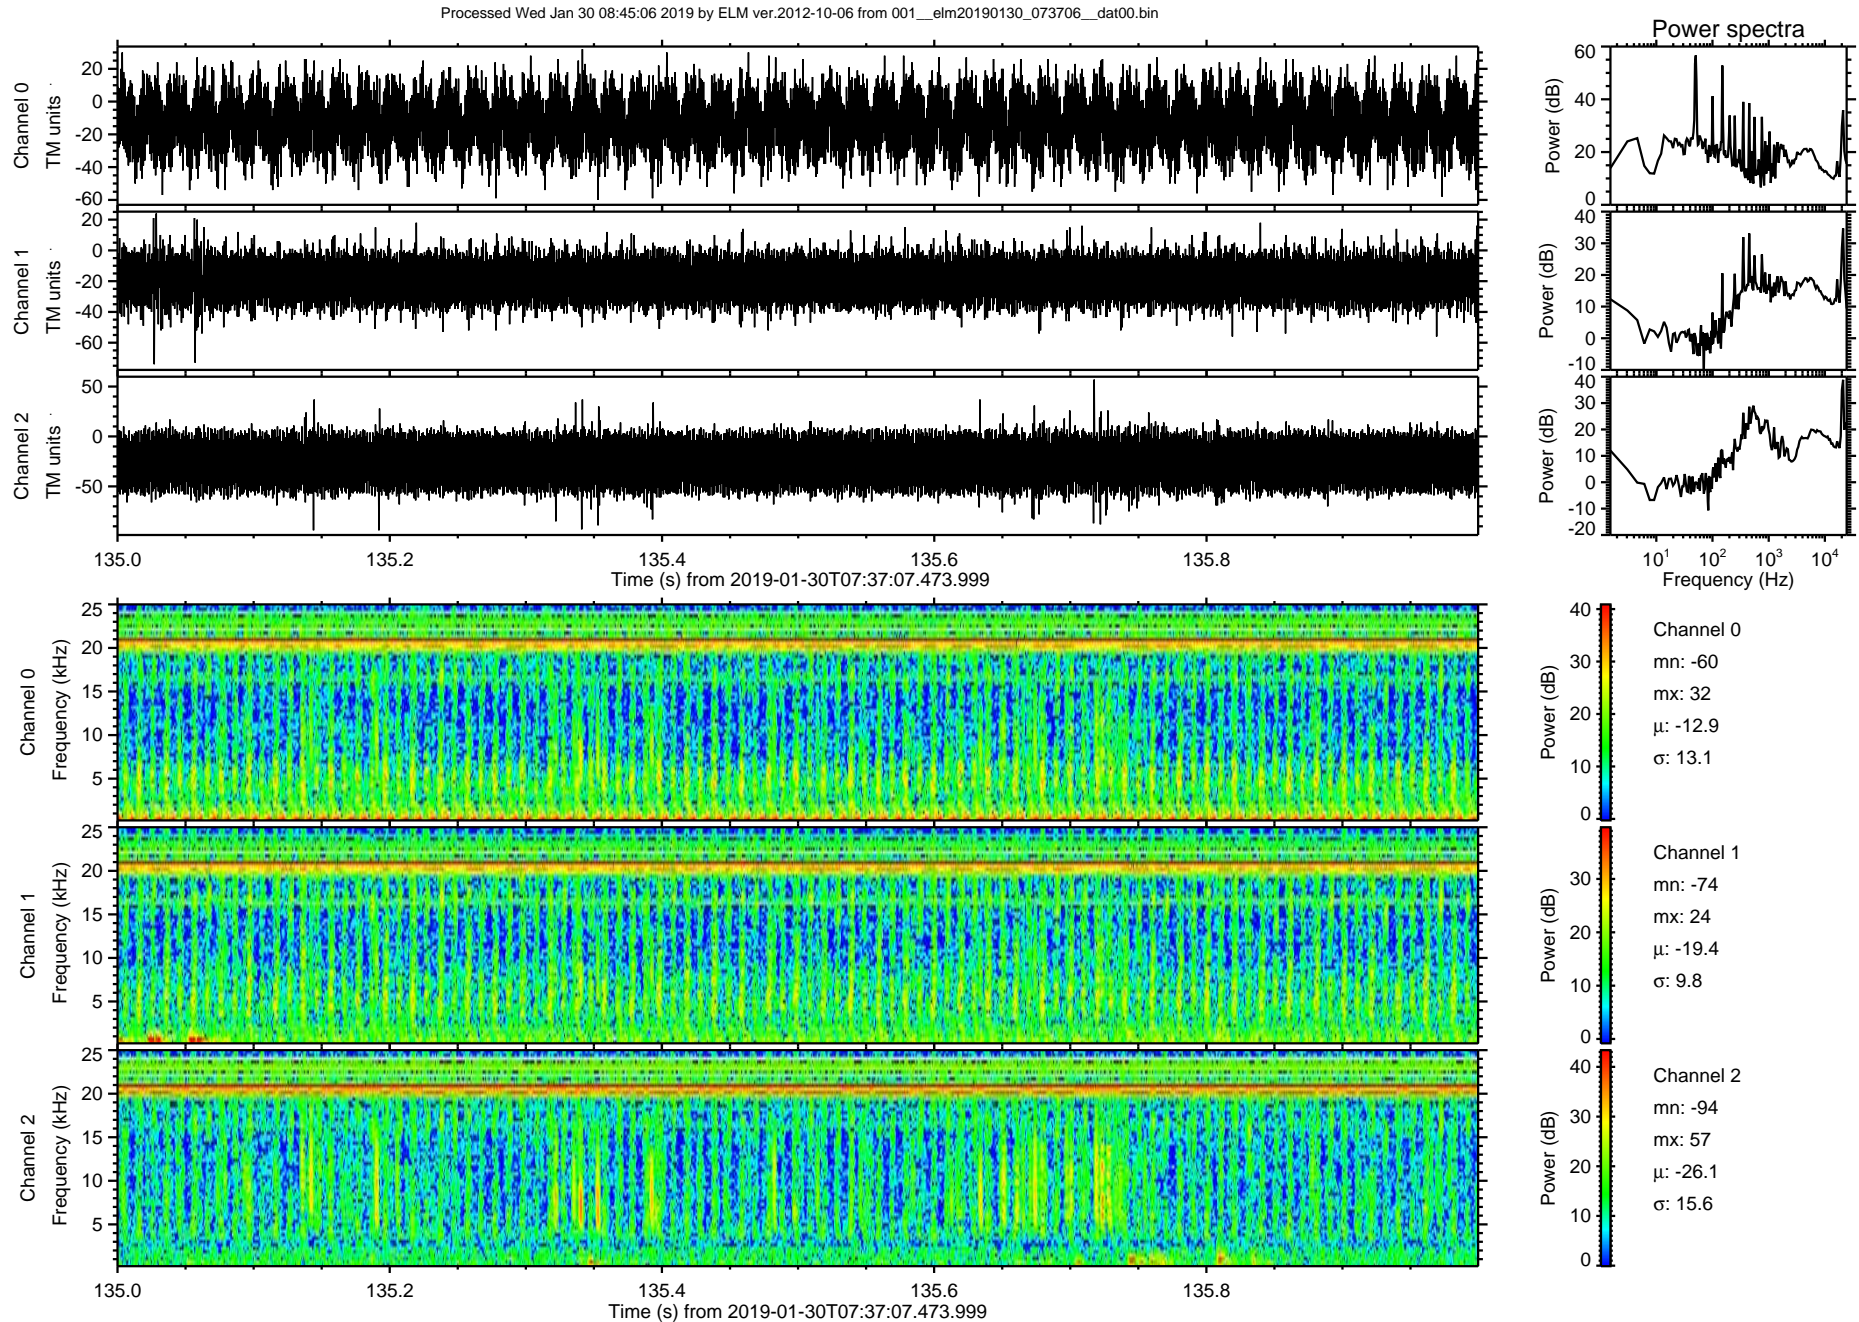 Processed Wed Jan 30 08:45:06 2019 by ELM ver.2012-10-06 from 001__elm20190130_073706__dat00.bin
Power spectra
Channel 0
TM units
20
0
-20
-40
-60
Power (dB)
60
40
20
0
Channel 1
TM units
20
0
-20
-40
-60
Power (dB)
40
30
20
10
0
-10
Channel 2
TM units
50
0
-50
Power (dB)
40
30
20
10
0
-10
-20
135.0 135.2 135.4 135.6 135.8
Time (s) from 2019-01-30T07:37:07.473.999
10^1 10^2 10^3 10^4
Frequency (Hz)
Channel 0
Frequency (kHz)
25
20
15
10
5
Power (dB)
40
30
20
10
0
Channel 0
mn: -60
mx: 32
µ: -12.9
σ: 13.1
Channel 1
Frequency (kHz)
25
20
15
10
5
Power (dB)
30
20
10
0
Channel 1
mn: -74
mx: 24
µ: -19.4
σ: 9.8
Channel 2
Frequency (kHz)
25
20
15
10
5
Power (dB)
40
30
20
10
0
Channel 2
mn: -94
mx: 57
µ: -26.1
σ: 15.6
135.0 135.2 135.4 135.6 135.8
Time (s) from 2019-01-30T07:37:07.473.999